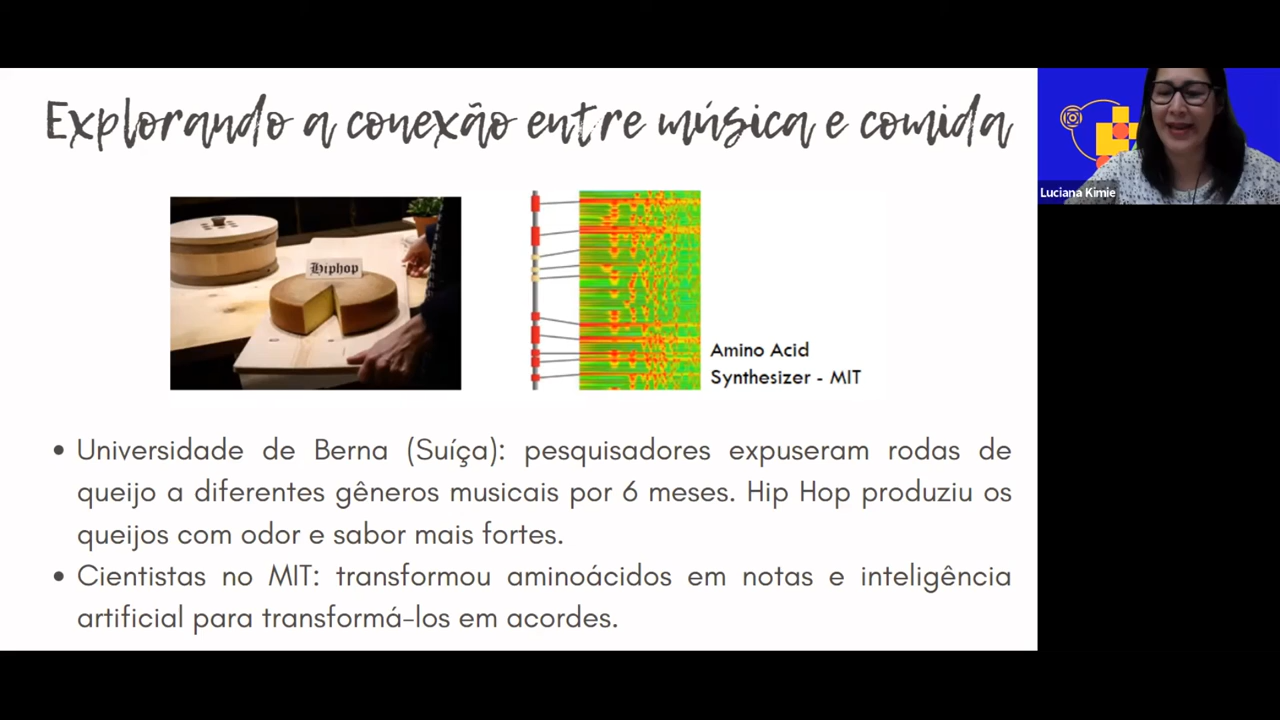 Explorando a conexão entre música e comida
Luciana Kimie
Hiphop
Amino Acid
Synthesizer - MIT
• Universidade de Berna (Suíça): pesquisadores expuseram rodas de
queijo a diferentes gêneros musicais por 6 meses. Hip Hop produziu os
queijos com odor e sabor mais fortes.
• Cientistas no MIT: transformou aminoácidos em notas e inteligência
artificial para transformá-los em acordes.